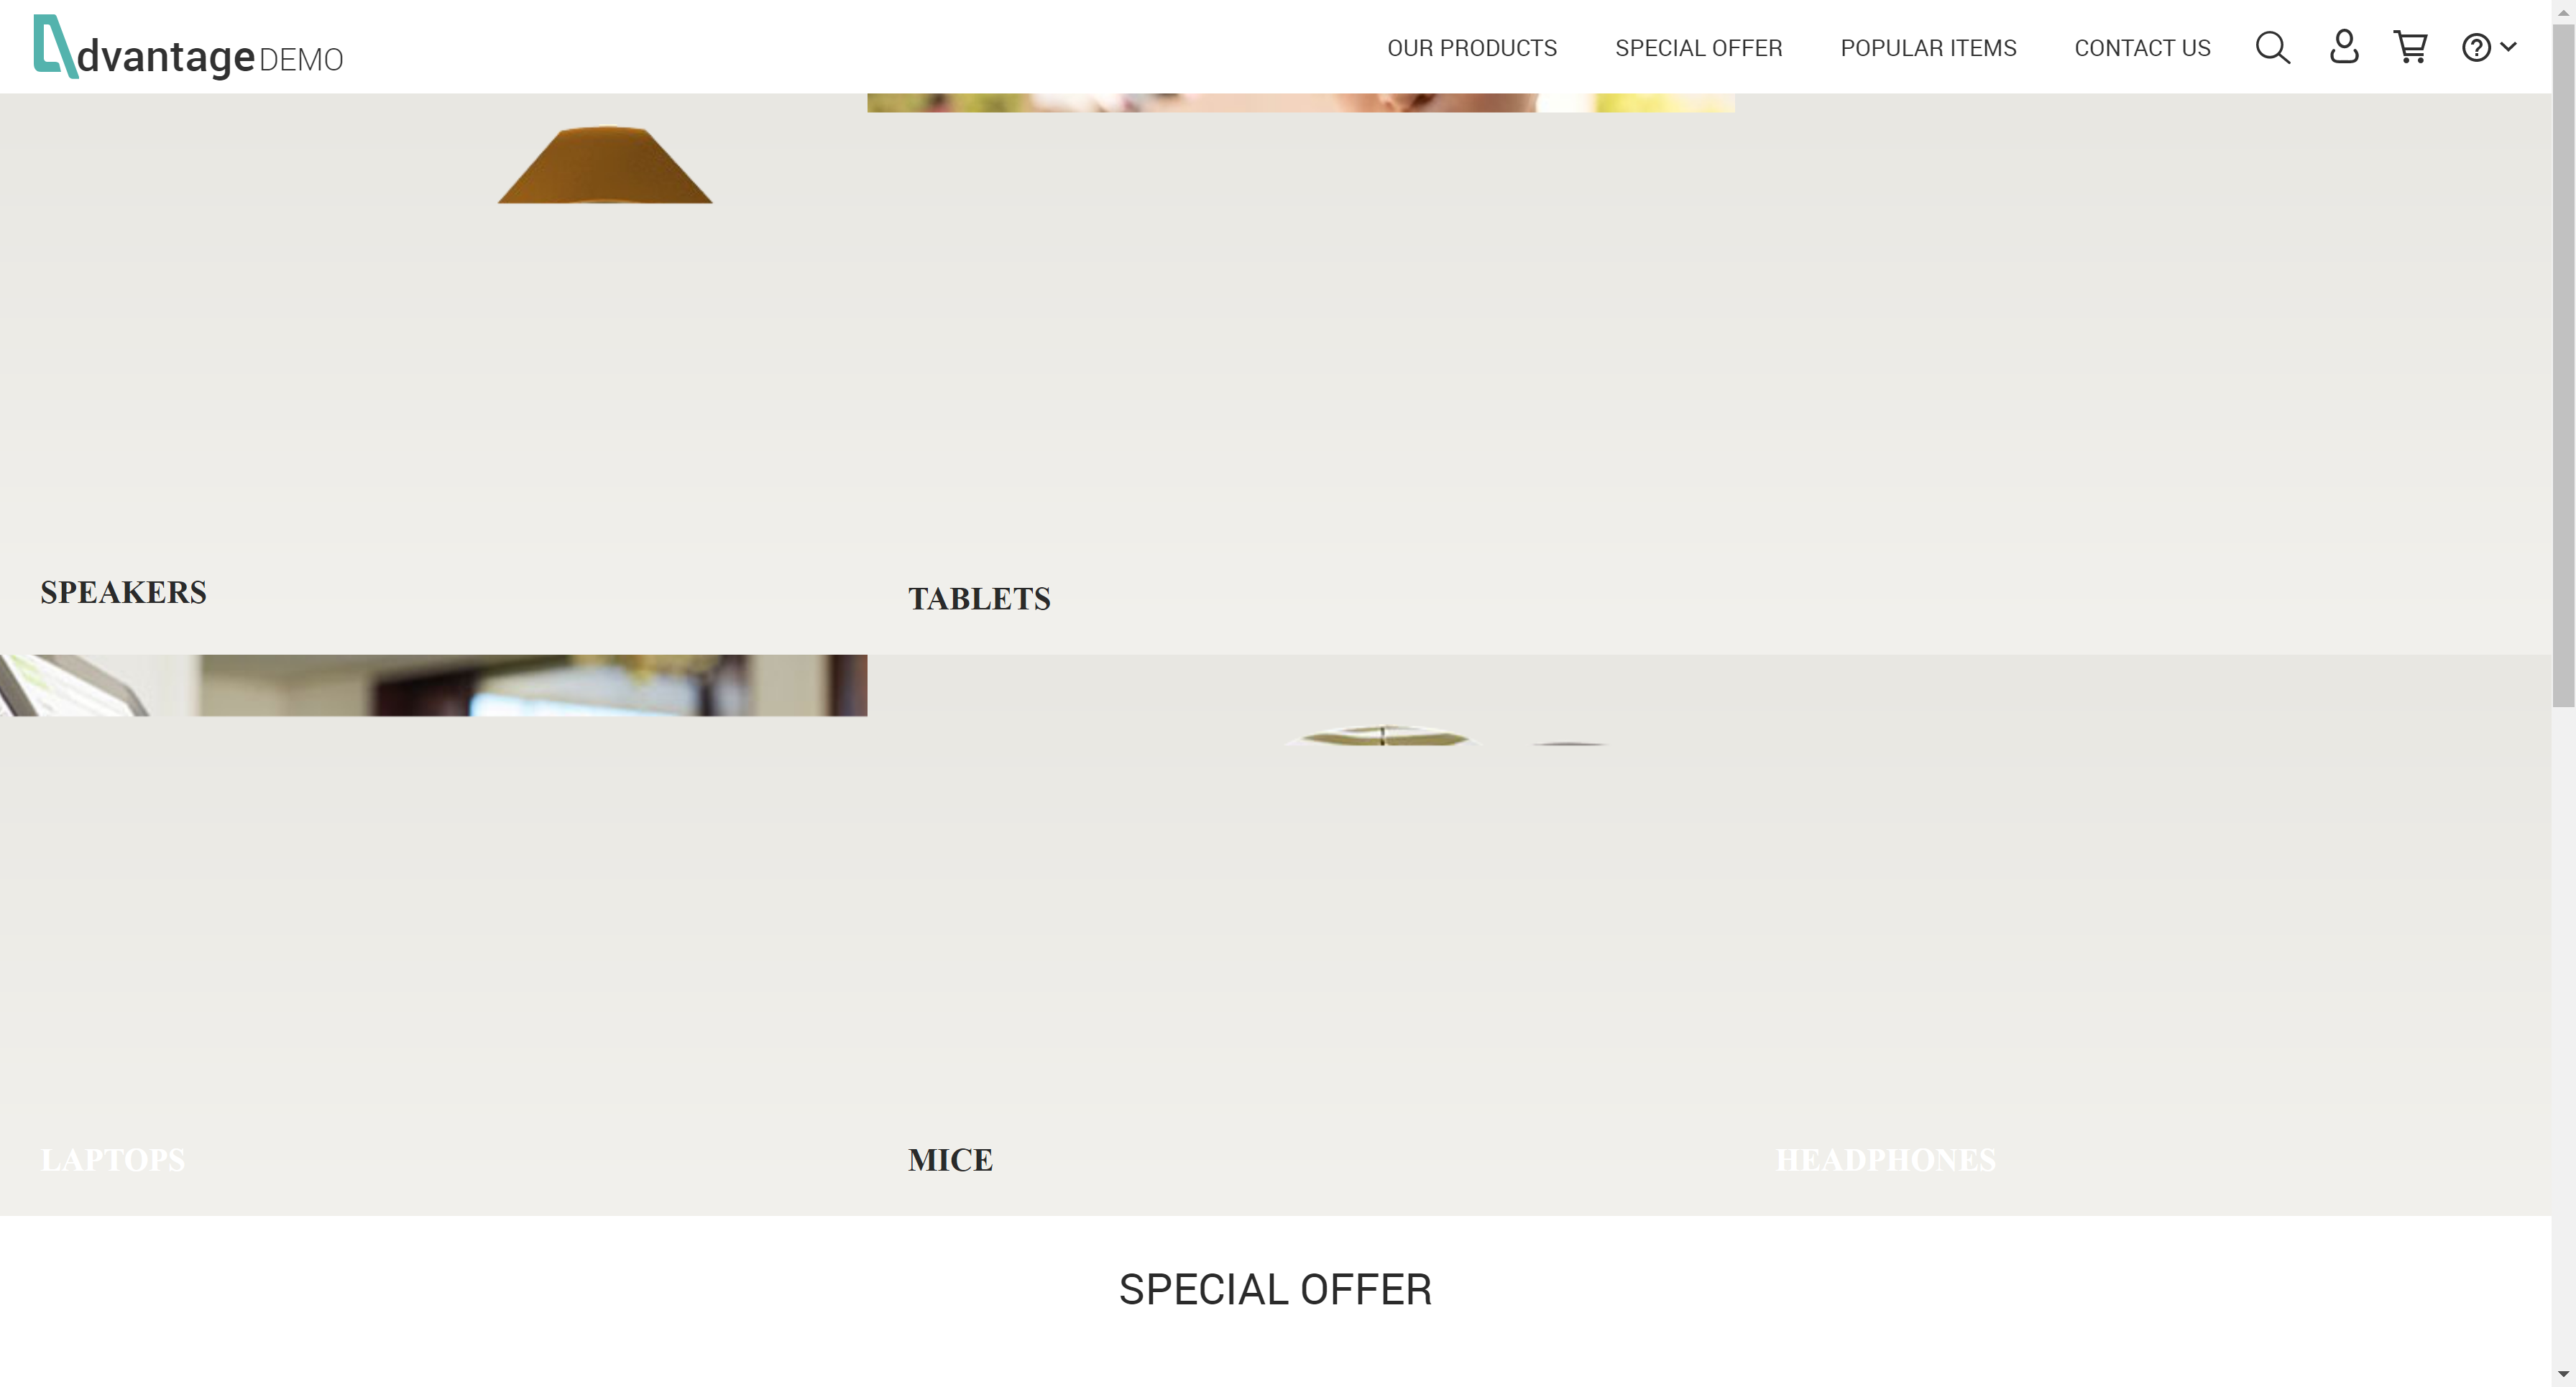 dvantage DEMO
OUR PRODUCTS SPECIAL OFFER POPULAR ITEMS CONTACT US
SPEAKERS
TABLETS
LAPTOPS
MICE
HEADPHONES
SPECIAL OFFER